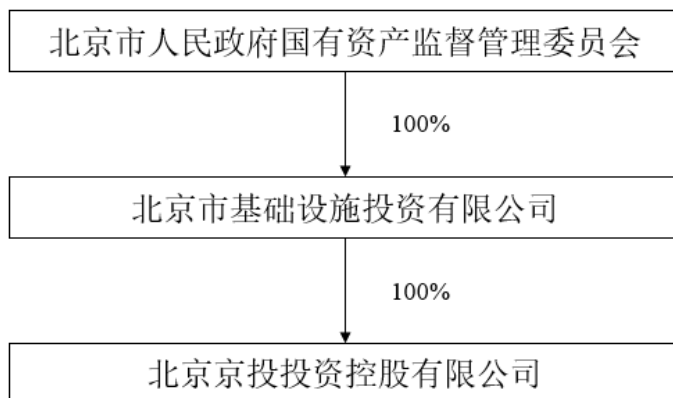 北京市人民政府国有资产监督管理委员会
100%
北京市基础设施投资有限公司
100%
北京京投投资控股有限公司